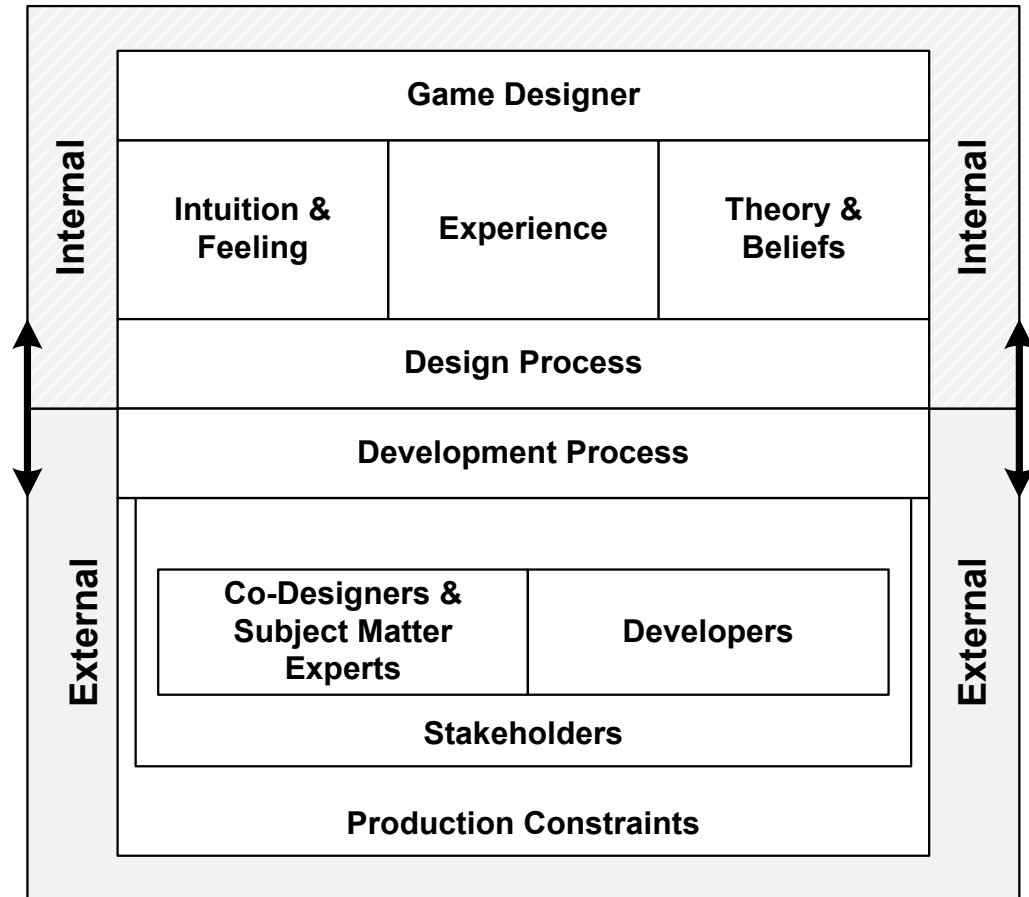 Game Designer
Internal
Intuition &
Feeling
Experience
Theory &
Beliefs
Internal
Design Process
Development Process
External
Co-Designers &
Subject Matter
Experts
Developers
External
Stakeholders
Production Constraints